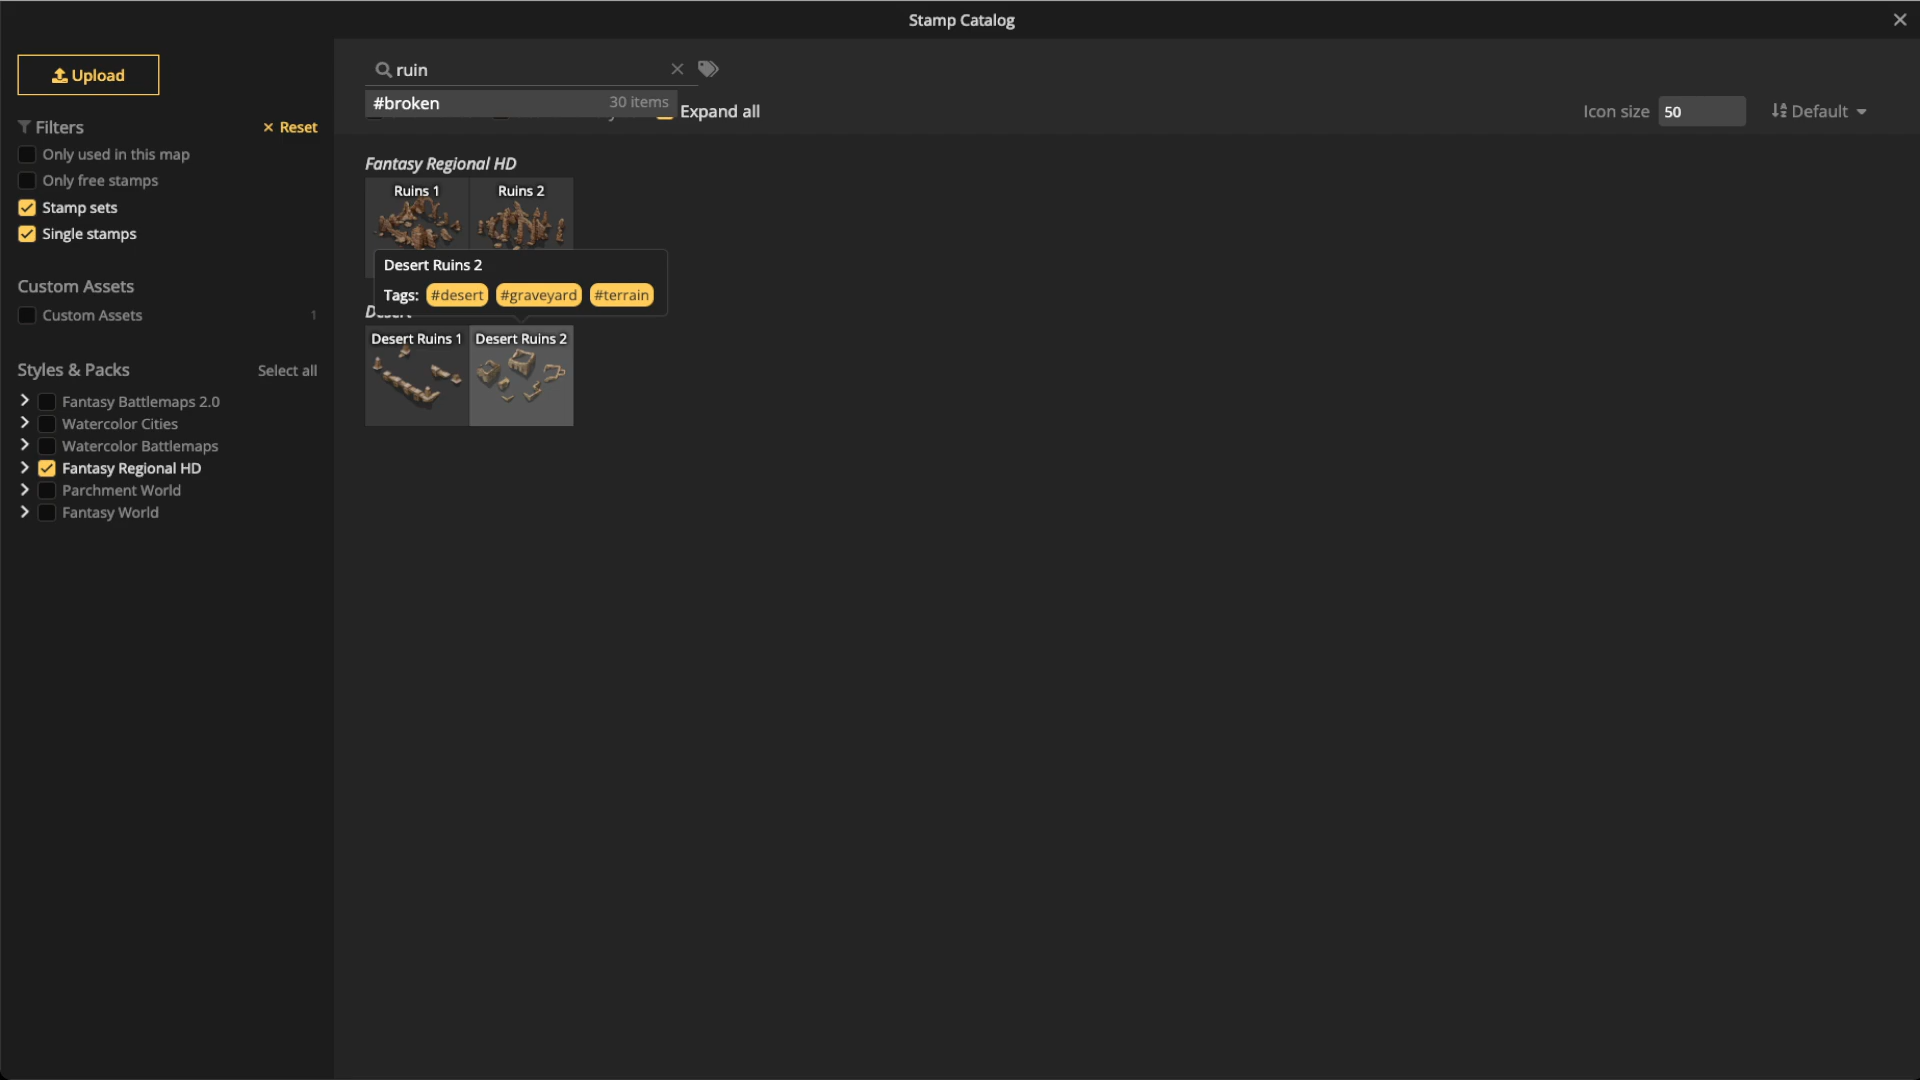 Stamp Catalog
Upload
Filters
Reset
Only used in this map
Only free stamps
Stamp sets
Single stamps
Custom Assets
Custom Assets 1
Styles & Packs Select all
Fantasy Battlemaps 2.0
Watercolor Cities
Watercolor Battlemaps
Fantasy Regional HD
Parchment World
Fantasy World
ruin
#broken 30 items
Expand all
Icon size 50 Default
Fantasy Regional HD
Ruins 1 Ruins 2
Desert Ruins 2
Tags: #desert #graveyard #terrain
Desert Ruins 1 Desert Ruins 2